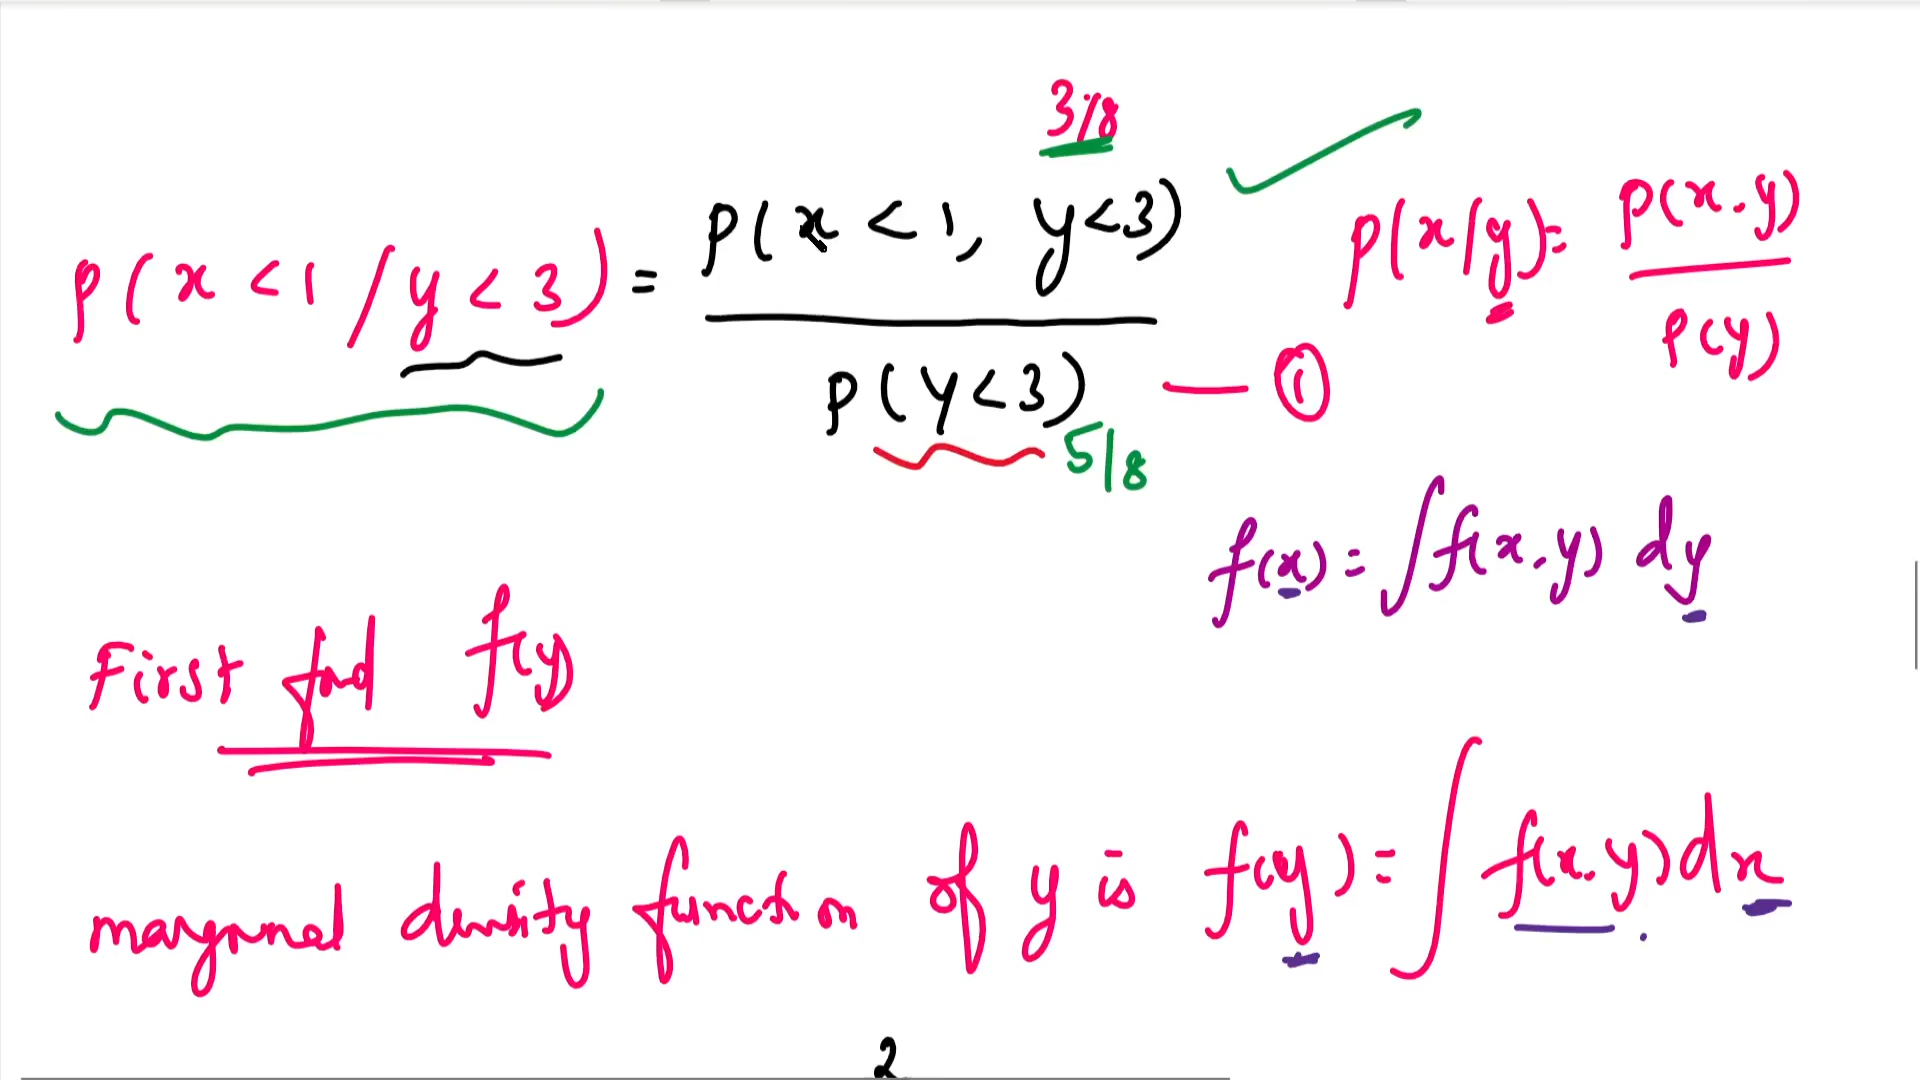 3/8
P(x<1/y<3) = P(x<1, y<3) / P(y<3) — ①
5/8
P(x/y) = P(x,y) / P(y)
f(x) = ∫f(x,y) dy
First find f(y)
marginal density function of y is f(y) = ∫ f(x,y) dx
2